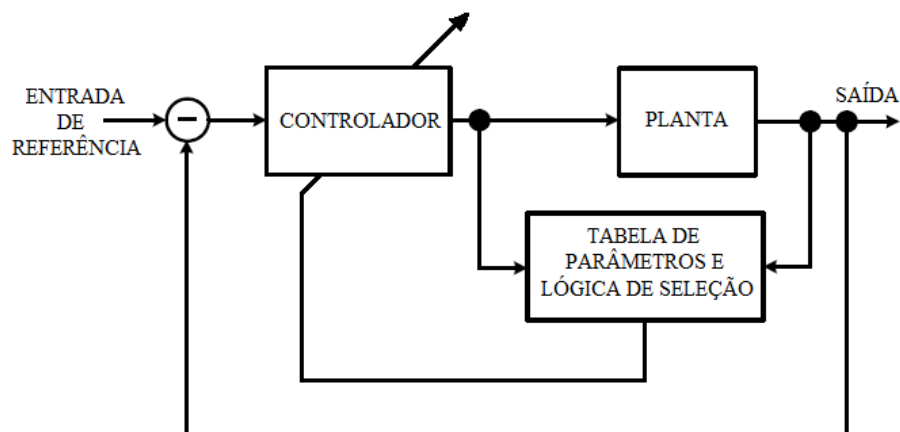 ENTRADA
DE
REFERÊNCIA
−
CONTROLADOR
PLANTA
SAÍDA
TABELA DE
PARÂMETROS E
LÓGICA DE SELEÇÃO